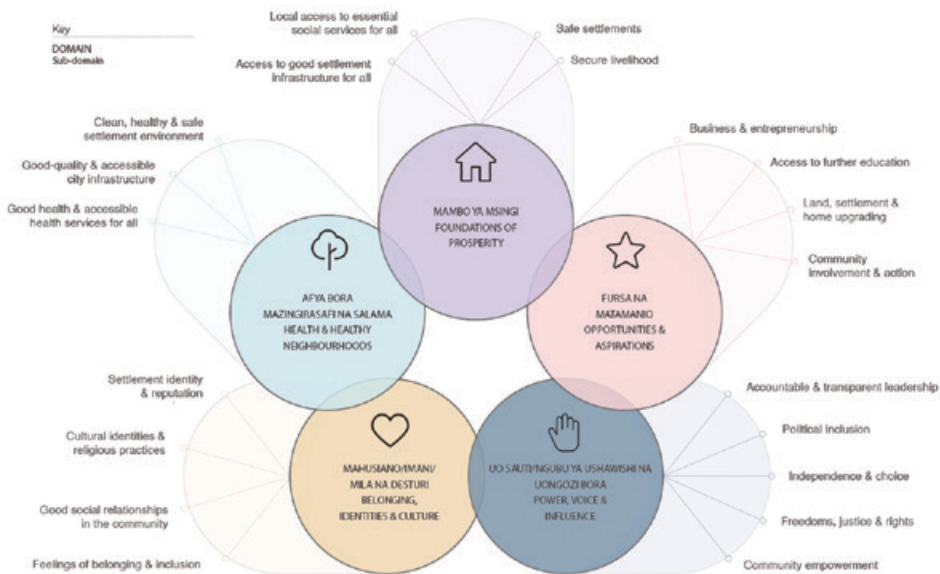 Key
DOMAIN
Sub-domain
Local access to essential
social services for all
Access to good settlement
infrastructure for all
Safe settlements
Secure livelihood
Clean, healthy & safe
settlement environment
Good-quality & accessible
city infrastructure
Good health & accessible
health services for all
Business & entrepreneurship
Access to further education
Land, settlement &
home upgrading
Community
involvement & action
MAMBO YA MSINGI
FOUNDATIONS OF
PROSPERITY
AFYA BORA
MAZINGIRASAFI NA SALAMA
HEALTH & HEALTHY
NEIGHBOURHOODS
FURSA NA
MATAMANIO
OPPORTUNITIES &
ASPIRATIONS
Settlement identity
& reputation
Cultural identities &
religious practices
Good social relationships
in the community
Feelings of belonging & inclusion
MAHUSIANO/IMANI/
MILA NA DESTURI
BELONGING,
IDENTITIES & CULTURE
UO SAUTI/NGUBU YA USHAWISHI NA
UONGOZI BORA
POWER, VOICE &
INFLUENCE
Accountable & transparent leadership
Political inclusion
Independence & choice
Freedoms, justice & rights
Community empowerment